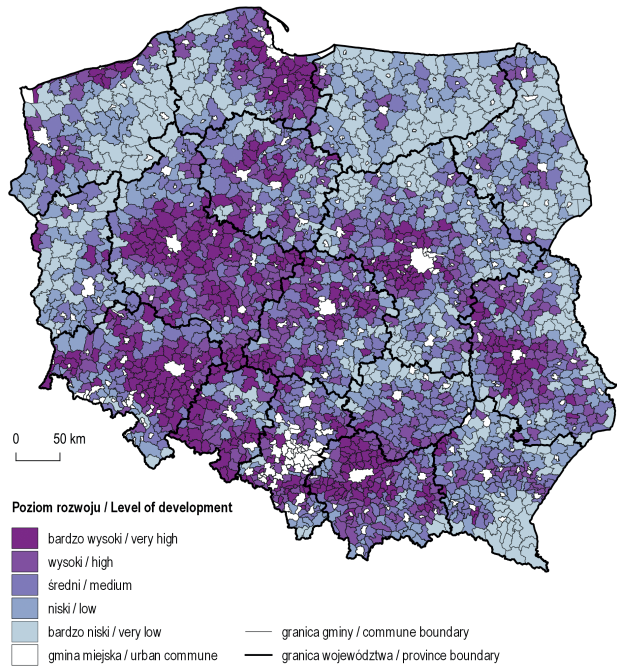 0 50 km
Poziom rozwoju / Level of development
bardzo wysoki / very high
wysoki / high
średni / medium
niski / low
bardzo niski / very low
gmina miejska / urban commune
granica gminy / commune boundary
granica województwa / province boundary